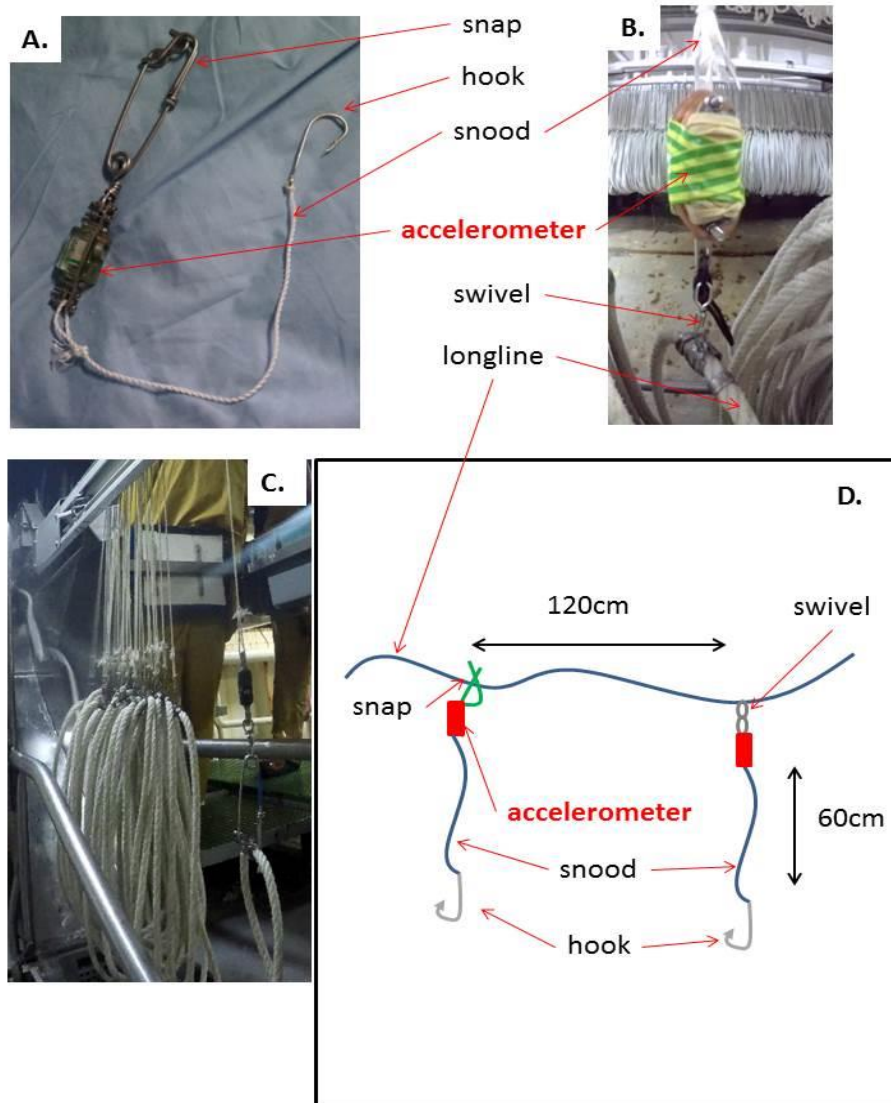 A.
snap
hook
snood
accelerometer
swivel
longline
B.
C.
D.
120cm
swivel
snap
accelerometer
60cm
snood
hook